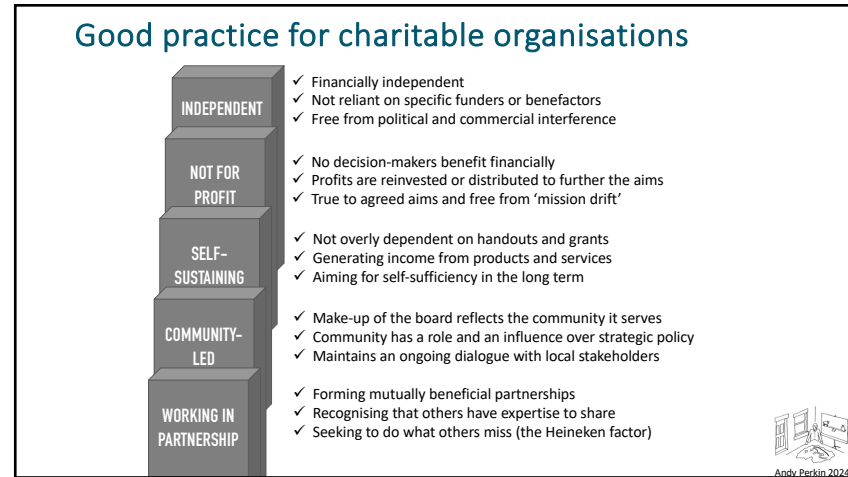 Good practice for charitable organisations
INDEPENDENT
✓ Financially independent
✓ Not reliant on specific funders or benefactors
✓ Free from political and commercial interference
NOT FOR
PROFIT
✓ No decision-makers benefit financially
✓ Profits are reinvested or distributed to further the aims
✓ True to agreed aims and free from ‘mission drift’
SELF-
SUSTAINING
✓ Not overly dependent on handouts and grants
✓ Generating income from products and services
✓ Aiming for self-sufficiency in the long term
COMMUNITY-
LED
✓ Make-up of the board reflects the community it serves
✓ Community has a role and an influence over strategic policy
✓ Maintains an ongoing dialogue with local stakeholders
WORKING IN
PARTNERSHIP
✓ Forming mutually beneficial partnerships
✓ Recognising that others have expertise to share
✓ Seeking to do what others miss (the Heineken factor)
Andy Perkin 2024